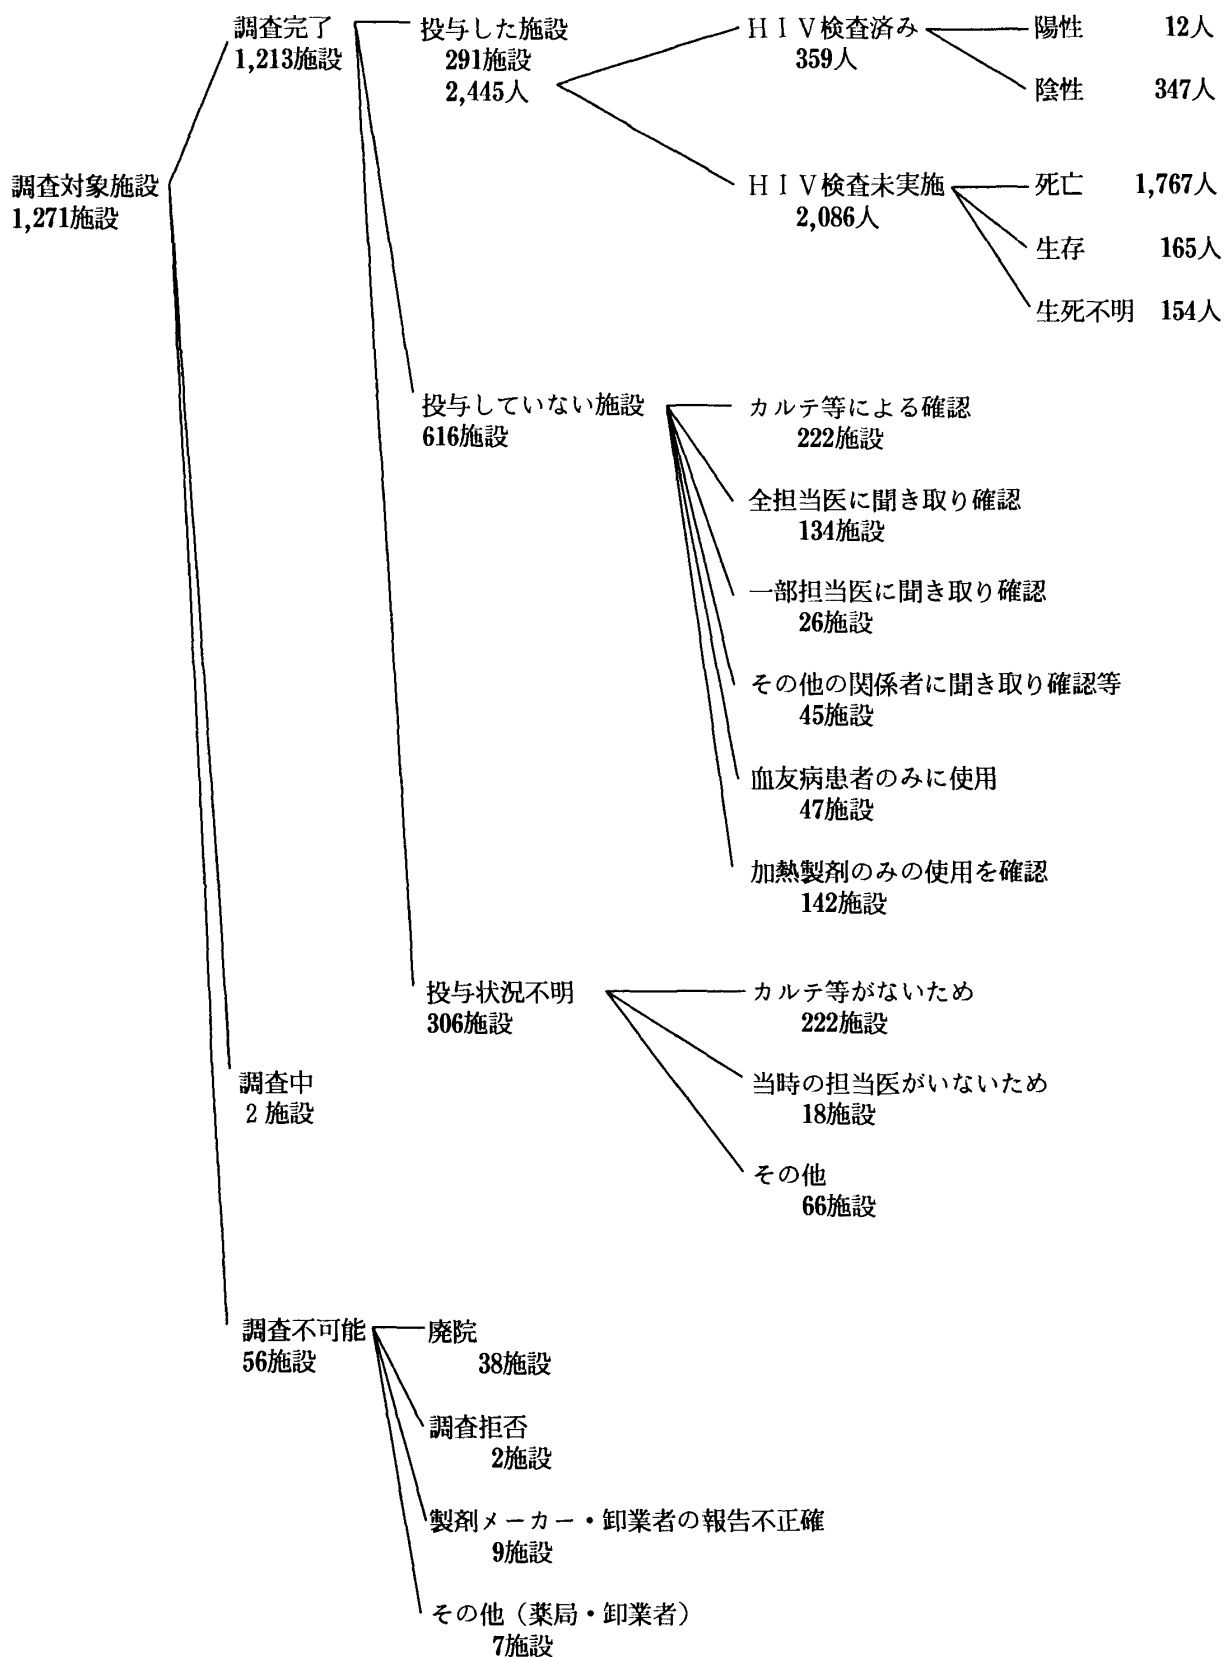 調査対象施設
1,271施設
調査完了
1,213施設
投与した施設
291施設
2,445人
HIV検査済み
359人
陽性 12人
陰性 347人
HIV検査未実施
2,086人
死亡 1,767人
生存 165人
生死不明 154人
投与していない施設
616施設
カルテ等による確認
222施設
全担当医に聞き取り確認
134施設
一部担当医に聞き取り確認
26施設
その他の関係者に聞き取り確認等
45施設
血友病患者のみに使用
47施設
加熱製剤のみの使用を確認
142施設
投与状況不明
306施設
カルテ等がないため
222施設
当時の担当医がいないため
18施設
その他
66施設
調査中
2施設
調査不可能
56施設
廃院
38施設
調査拒否
2施設
製剤メーカー・卸業者の報告不正確
9施設
その他(薬局・卸業者)
7施設